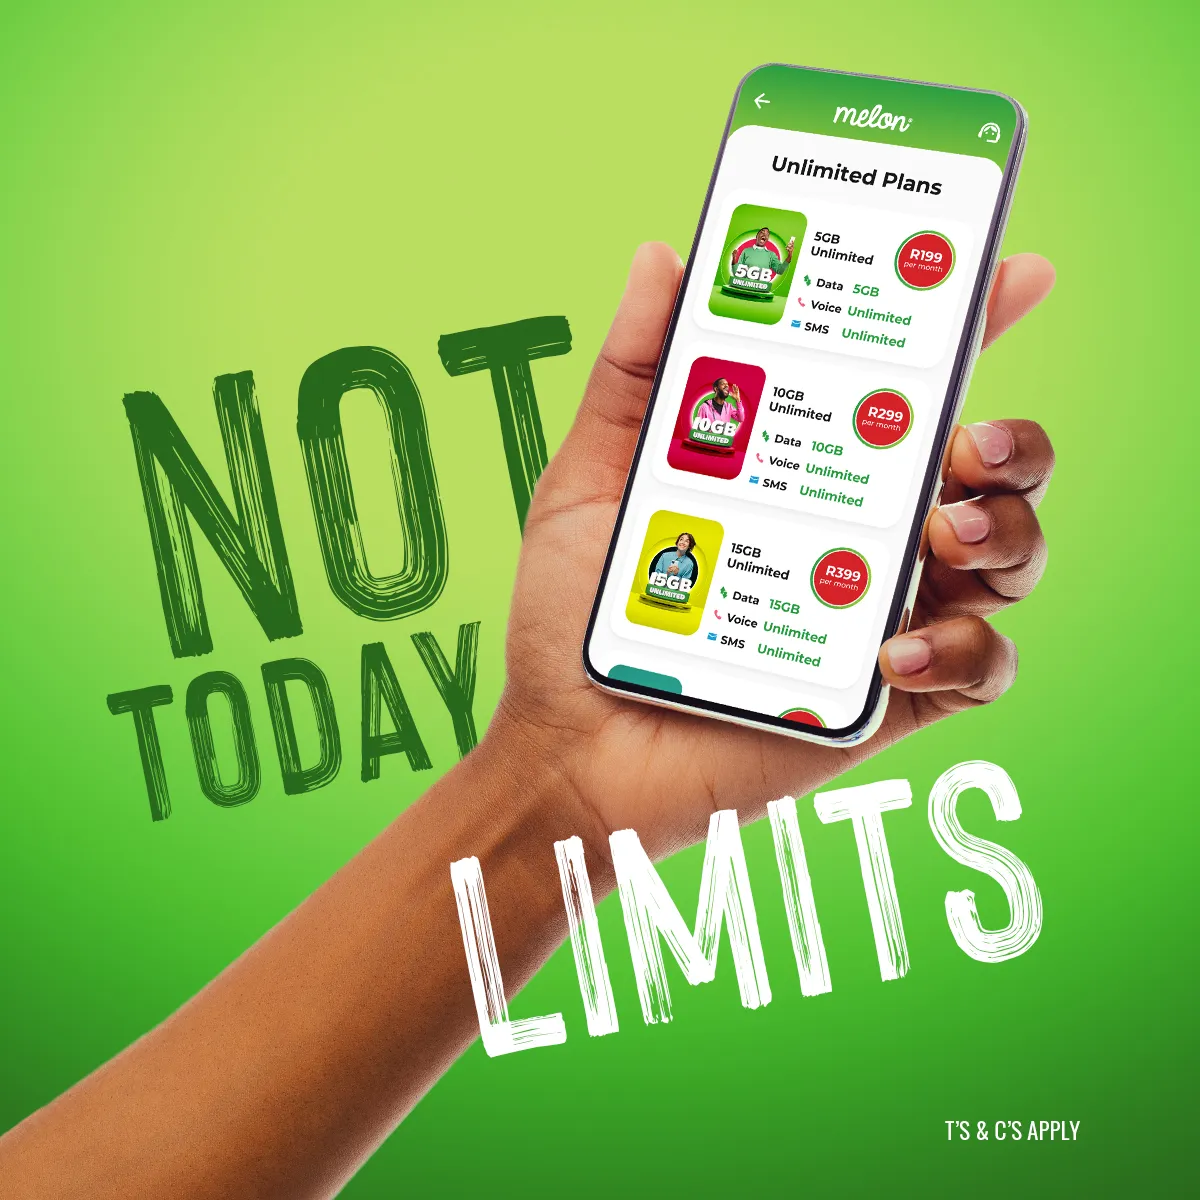 melon
Unlimited Plans
5GB
UNLIMITED
5GB
Unlimited
R199
per month
Data 5GB
Voice Unlimited
SMS Unlimited
10GB
UNLIMITED
10GB
Unlimited
R299
per month
Data 10GB
Voice Unlimited
SMS Unlimited
15GB
UNLIMITED
15GB
Unlimited
R399
per month
Data 15GB
Voice Unlimited
SMS Unlimited
NOT
TODAY
LIMITS
T'S & C'S APPLY